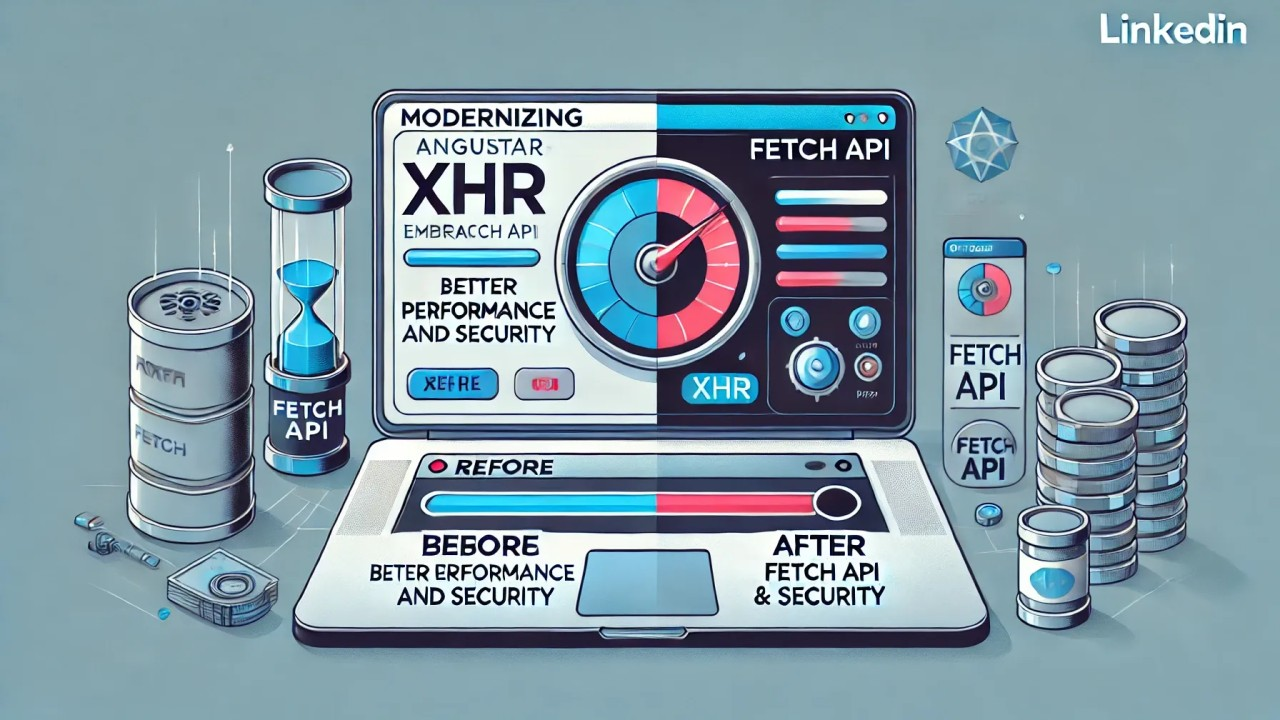 Linkedin
MODERNIZING
ANGUSTAR
XHR
EMBRACCH API
BETTER
PERFORMANCE
AND SECURITY
FETCH API
XHR
FETCH
FETCH
API
FETCH
API
FETCH
API
REFORE
BEBORE
BETER ERFORMANCE
AND SECURITY
AFTER
FETCH API
& SECURITY